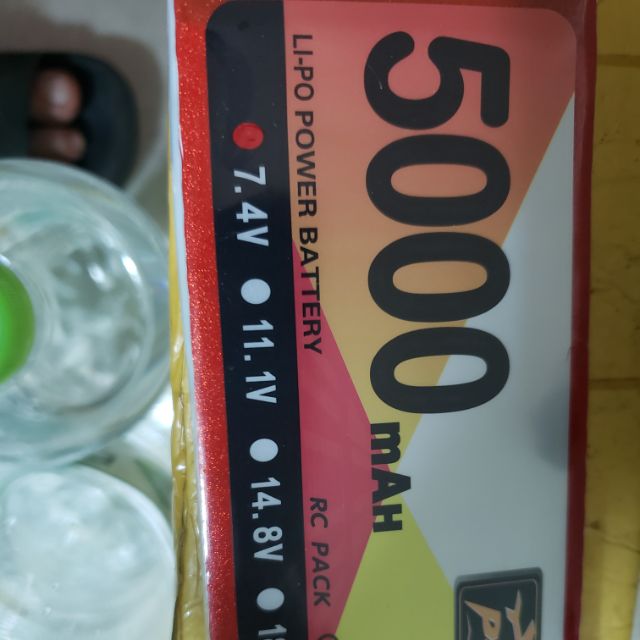 5000
mAH
LI-PO POWER BATTERY
RC PACK
7.4V
11.1V
14.8V